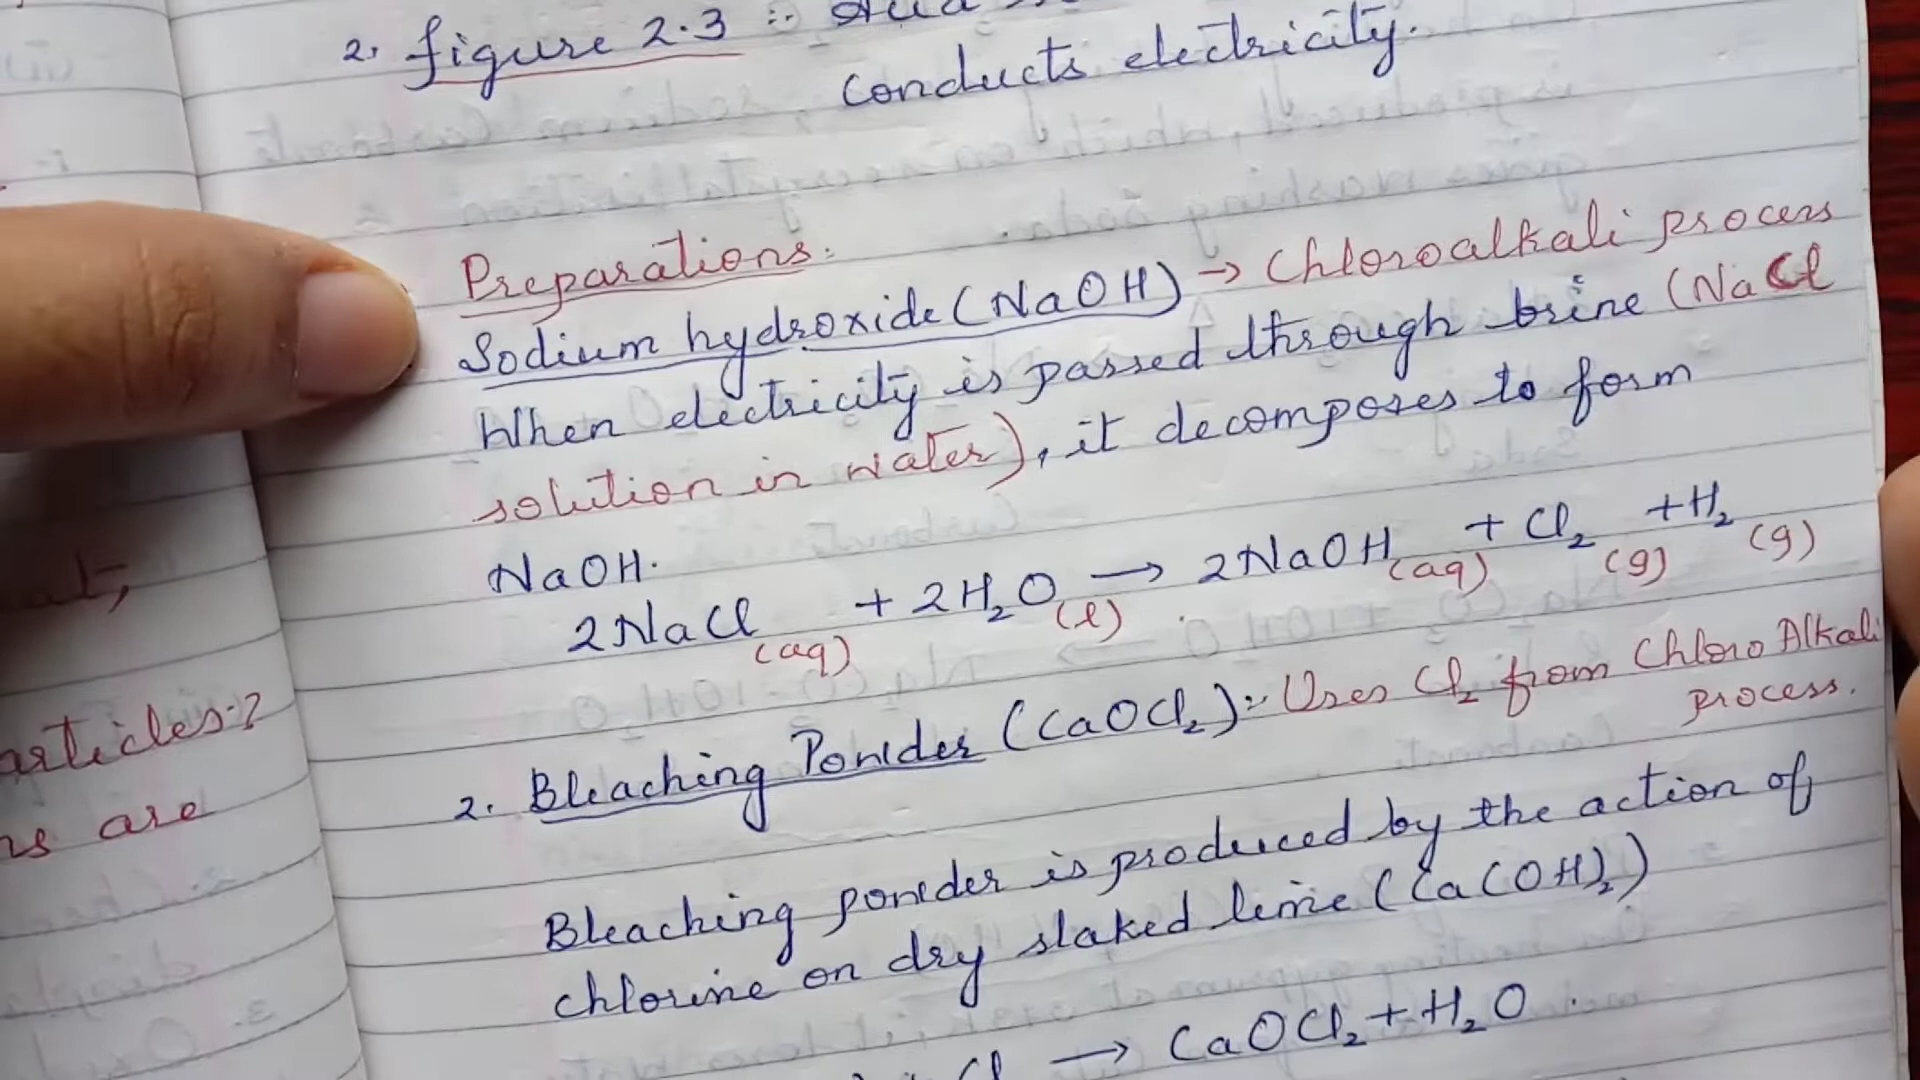 2. figure 2.3 :-
conducts electricity.
Preparations:
Sodium hydroxide (NaOH) → Chloroalkali process
When electricity is passed through brine (NaCl
solution in water), it decomposes to form
NaOH.
2NaCl (aq) + 2H₂O (l) → 2NaOH (aq) + Cl₂ (g) + H₂ (g)
2. Bleaching Powder (CaOCl₂):- Uses Cl₂ from Chloro Alkali
process.
Bleaching powder is produced by the action of
chlorine on dry slaked lime (Ca(OH)₂)
→ CaOCl₂ + H₂O
articles?
are